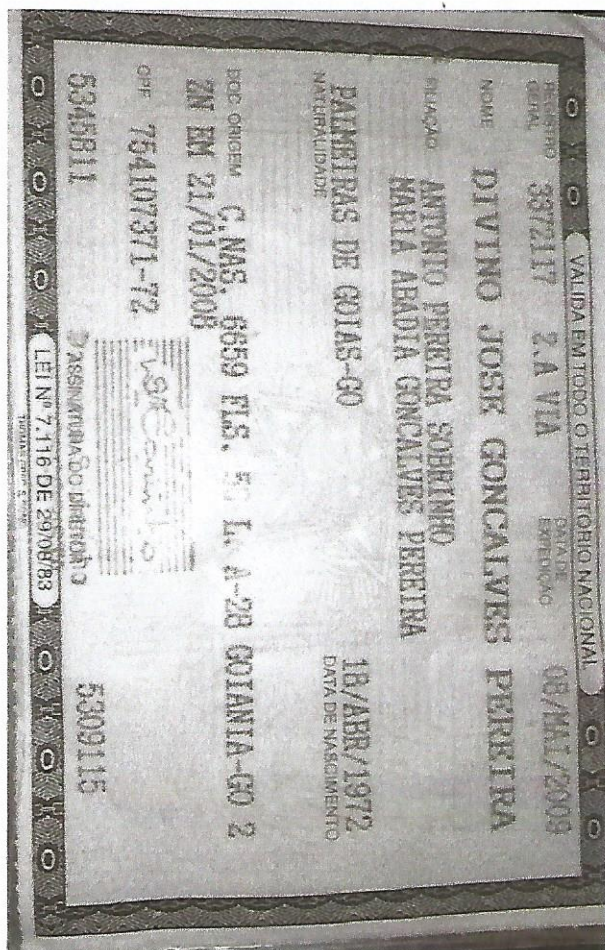 VALIDA EM TODO O TERRITÓRIO NACIONAL
REGISTRO GERAL 3372117 2.A VIA DATA DE EXPEDIÇÃO 08/MAI/2009
NOME DIVINO JOSE GONCALVES PEREIRA
FILIAÇÃO ANTONIO PEREIRA SOBRINHO
MARIA ABADIA GONCALVES PEREIRA
NATURALIDADE DATA DE NASCIMENTO
PALMEIRAS DE GOIAS-GO 18/ABR/1972
DOC ORIGEM C.NAS. 6659 FLS. L. A-28 GOIANIA-GO 2
ZN EM 21/01/2008
CPF 754107371-72
5345811 ASSINATURA DO DIRETOR 5309115
LEI Nº 7.116 DE 29/08/83